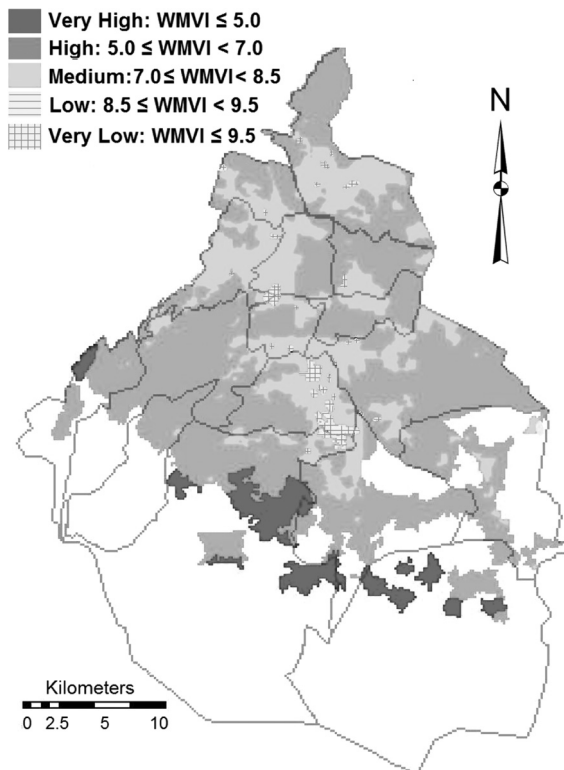 Very High: WMVI ≤ 5.0
High: 5.0 ≤ WMVI < 7.0
Medium:7.0≤ WMVI< 8.5
Low: 8.5 ≤ WMVI < 9.5
Very Low: WMVI ≤ 9.5
N
Kilometers
0 2.5 5 10